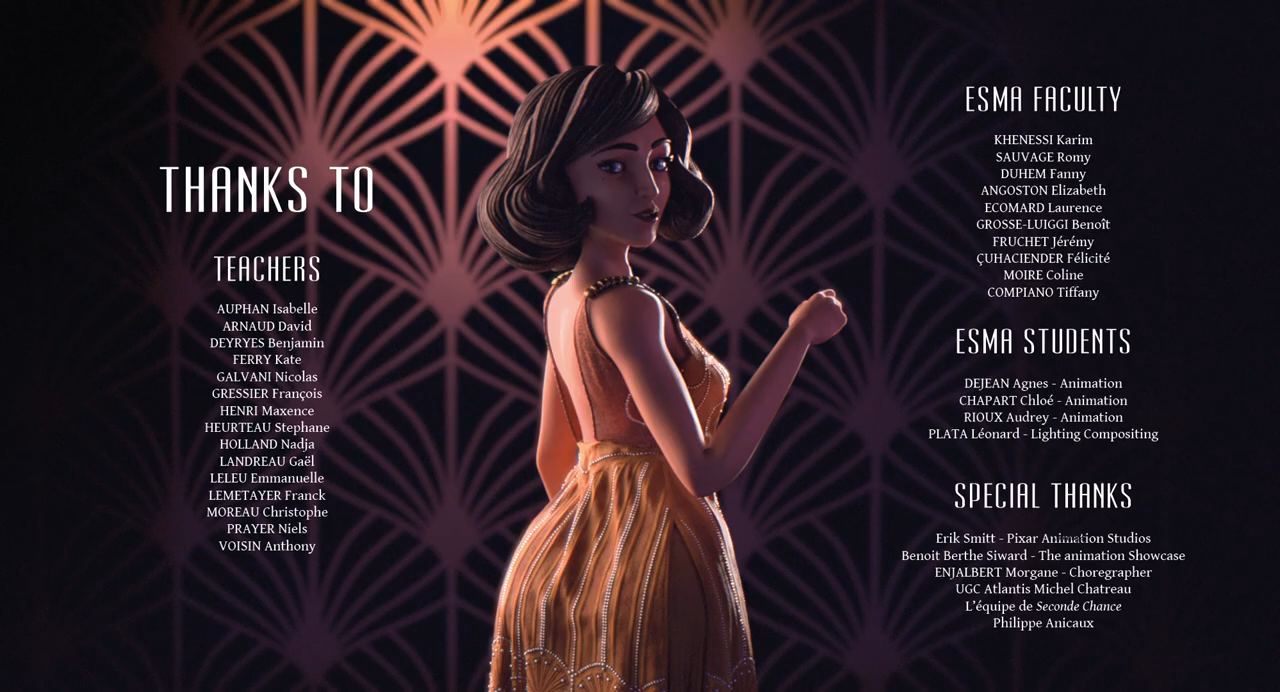 THANKS TO
TEACHERS
AUPHAN Isabelle
ARNAUD David
DEYRYES Benjamin
FERRY Kate
GALVANI Nicolas
GRESSIER François
HENRI Maxence
HEURTEAU Stephane
HOLLAND Nadja
LANDREAU Gaël
LELEU Emmanuelle
LEMETAYER Franck
MOREAU Christophe
PRAYER Niels
VOISIN Anthony
ESMA FACULTY
KHENESSI Karim
SAUVAGE Romy
DUHEM Fanny
ANGOSTON Elizabeth
ECOMARD Laurence
GROSSE-LUIGGI Benoît
FRUCHET Jérémy
ÇUHACIENDER Félicité
MOIRE Coline
COMPIANO Tiffany
ESMA STUDENTS
DEJEAN Agnes - Animation
CHAPART Chloé - Animation
RIOUX Audrey - Animation
PLATA Léonard - Lighting Compositing
SPECIAL THANKS
Erik Smitt - Pixar Animation Studios
Benoit Berthe Siward - The animation Showcase
ENJALBERT Morgane - Choregrapher
UGC Atlantis Michel Chatreau
L'équipe de Seconde Chance
Philippe Anicaux